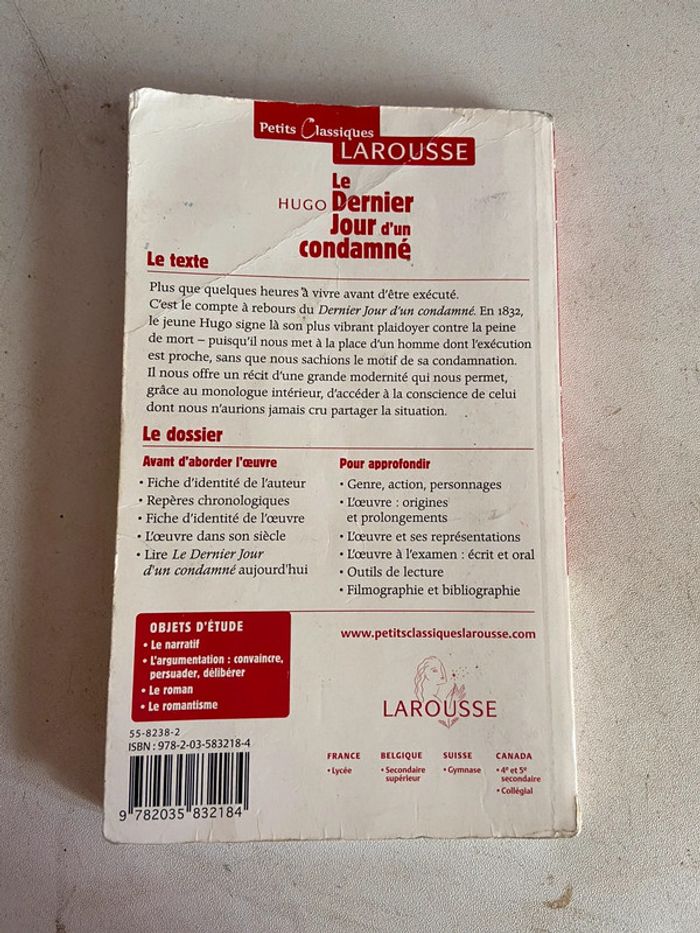 Petits Classiques
LAROUSSE
HUGO Le Dernier
Jour d'un
condamné
Le texte
Plus que quelques heures à vivre avant d'être exécuté.
C'est le compte à rebours du Dernier Jour d'un condamné. En 1832,
le jeune Hugo signe là son plus vibrant plaidoyer contre la peine
de mort – puisqu'il nous met à la place d'un homme dont l'exécution
est proche, sans que nous sachions le motif de sa condamnation.
Il nous offre un récit d'une grande modernité qui nous permet,
grâce au monologue intérieur, d'accéder à la conscience de celui
dont nous n'aurions jamais cru partager la situation.
Le dossier
Avant d'aborder l'œuvre
• Fiche d'identité de l'auteur
• Repères chronologiques
• Fiche d'identité de l'œuvre
• L'œuvre dans son siècle
• Lire Le Dernier Jour
d'un condamné aujourd'hui
Pour approfondir
• Genre, action, personnages
• L'œuvre : origines
et prolongements
• L'œuvre et ses représentations
• L'œuvre à l'examen : écrit et oral
• Outils de lecture
• Filmographie et bibliographie
OBJETS D'ÉTUDE
• Le narratif
• L'argumentation : convaincre,
persuader, délibérer
• Le roman
• Le romantisme
www.petitsclassiqueslarousse.com
LAROUSSE
55-8238-2
ISBN : 978-2-03-583218-4
9 782035 832184
FRANCE
• Lycée
BELGIQUE
• Secondaire
supérieur
SUISSE
• Gymnase
CANADA
• 4e et 5e
secondaire
• Collégial